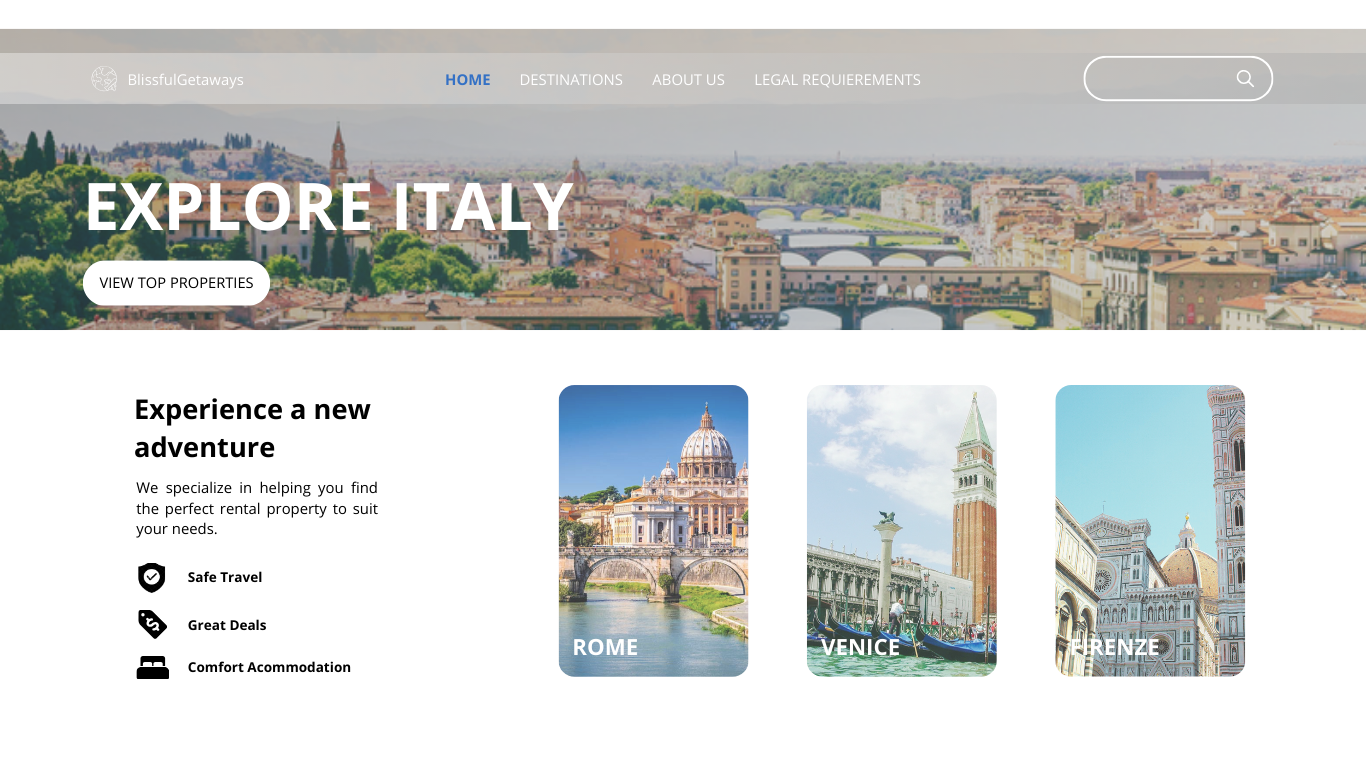 BlissfulGetaways
HOME DESTINATIONS ABOUT US LEGAL REQUIEREMENTS
EXPLORE ITALY
VIEW TOP PROPERTIES
Experience a new
adventure
We specialize in helping you find
the perfect rental property to suit
your needs.
Safe Travel
Great Deals
Comfort Acommodation
ROME
VENICE
FIRENZE